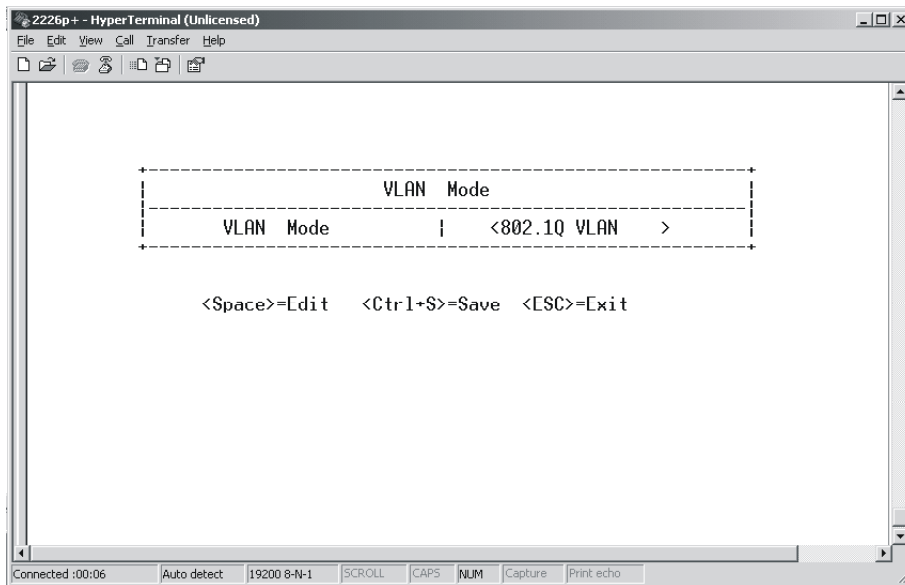 2226p+ - HyperTerminal (Unlicensed)
File Edit View Call Transfer Help
VLAN Mode
VLAN Mode | <802.1Q VLAN >
<Space>=Edit <Ctrl+S>=Save <ESC>=Exit
Connected :00:06 Auto detect 19200 8-N-1 SCROLL CAPS NUM Capture Print echo